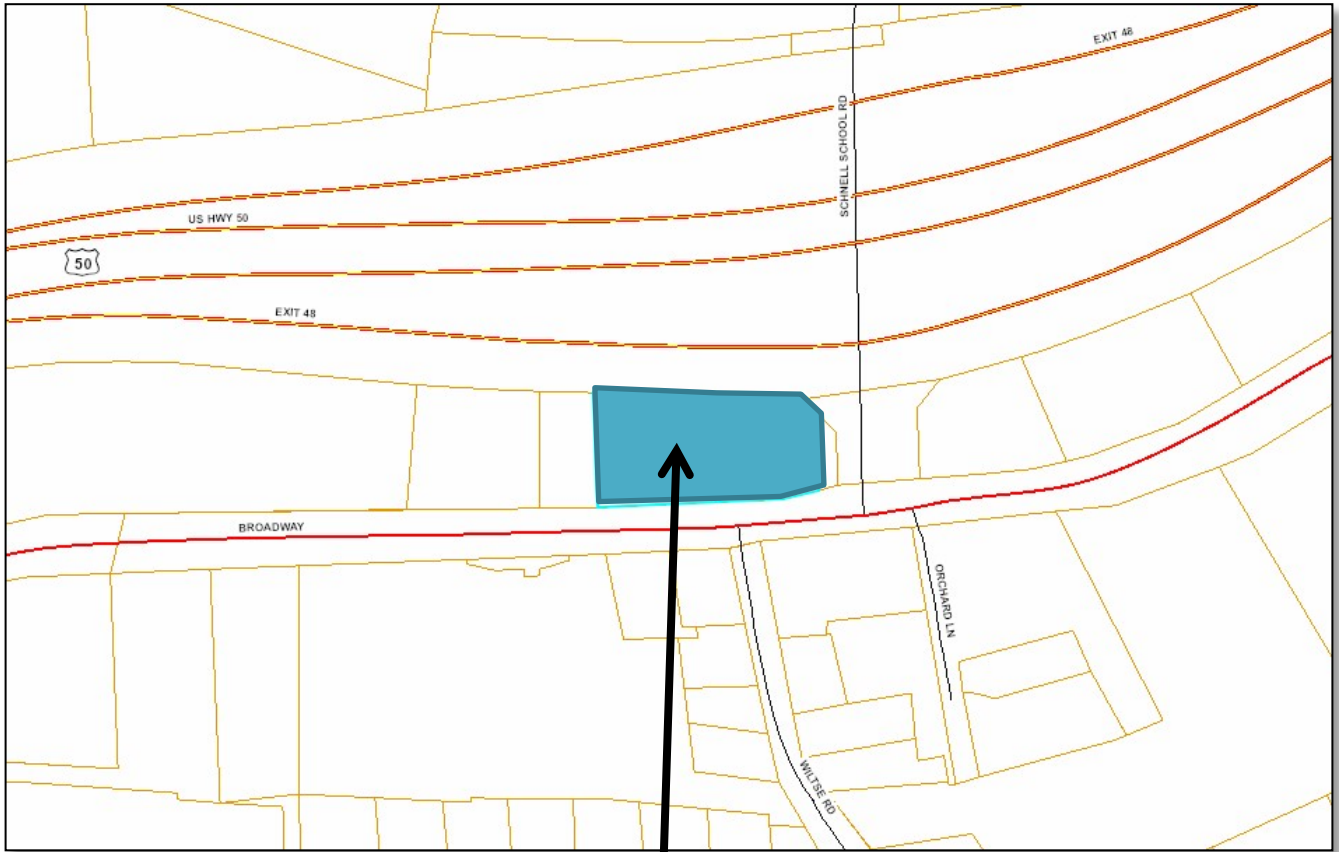 EXIT 48
SCHNELL SCHOOL RD
US HWY 50
50
EXIT 48
BROADWAY
ORCHARD LN
WILTSE RD